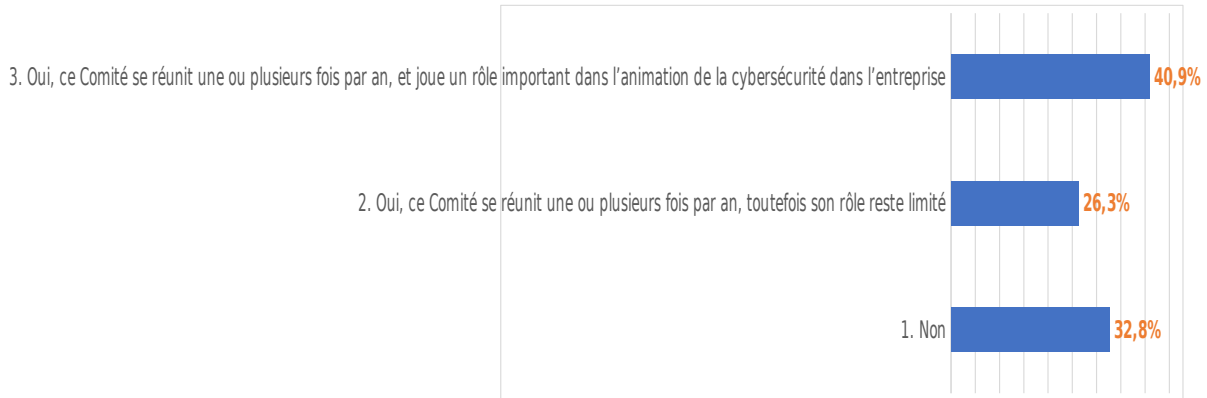 3. Oui, ce Comité se réunit une ou plusieurs fois par an, et joue un rôle important dans l’animation de la cybersécurité dans l’entreprise 40,9%
2. Oui, ce Comité se réunit une ou plusieurs fois par an, toutefois son rôle reste limité 26,3%
1. Non 32,8%